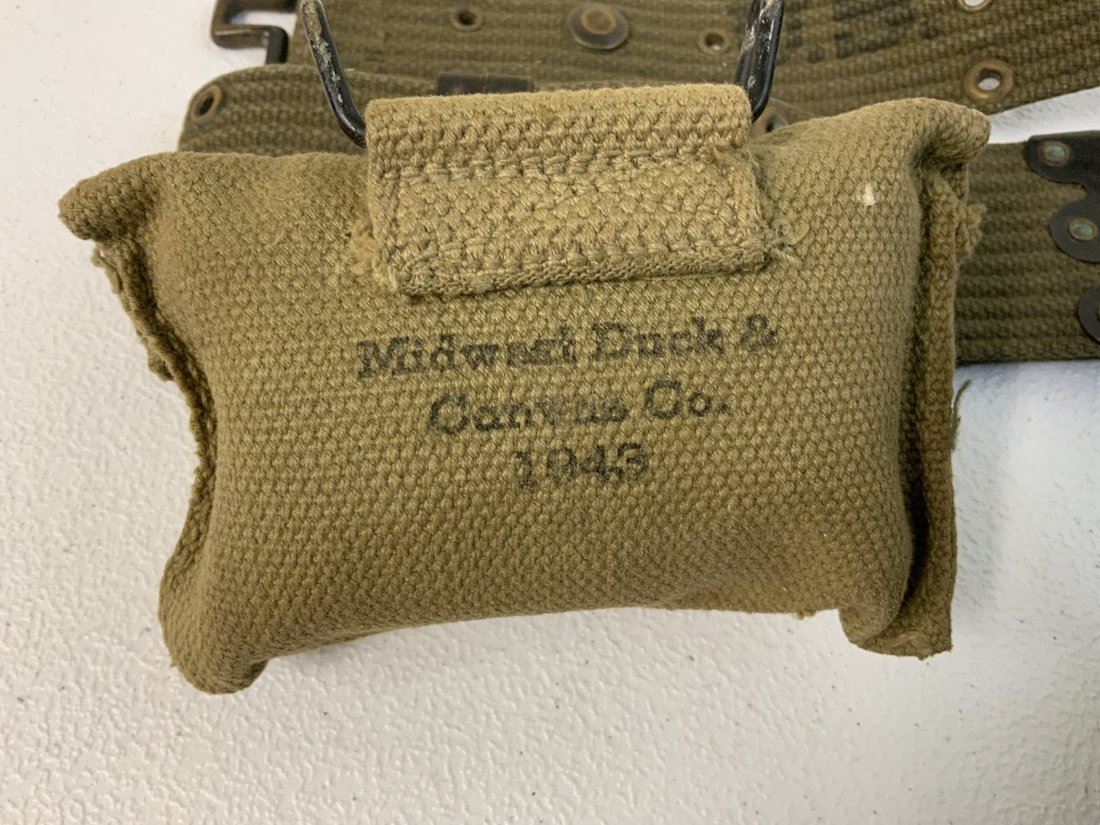 Midwest Duck &
Canvas Co.
1943